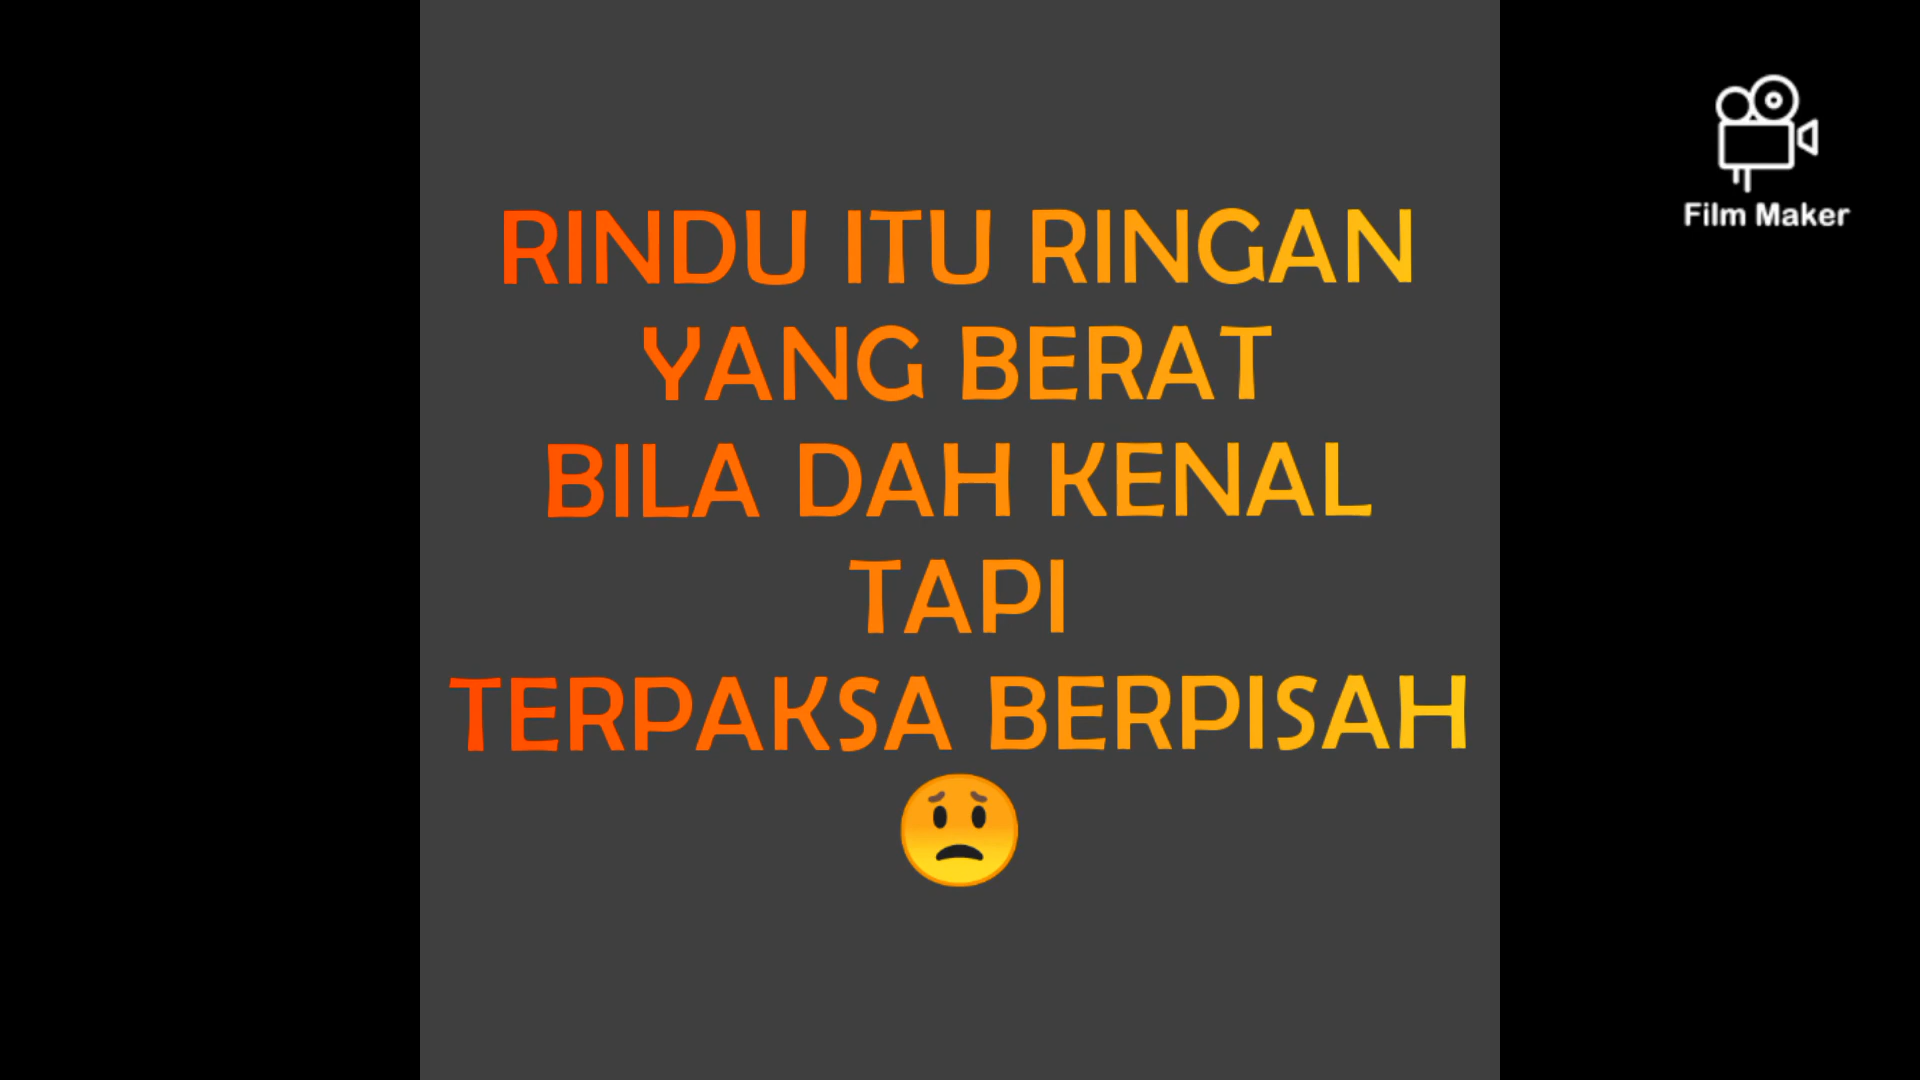 RINDU ITU RINGAN
YANG BERAT
BILA DAH KENAL
TAPI
TERPAKSA BERPISAH
😟
Film Maker